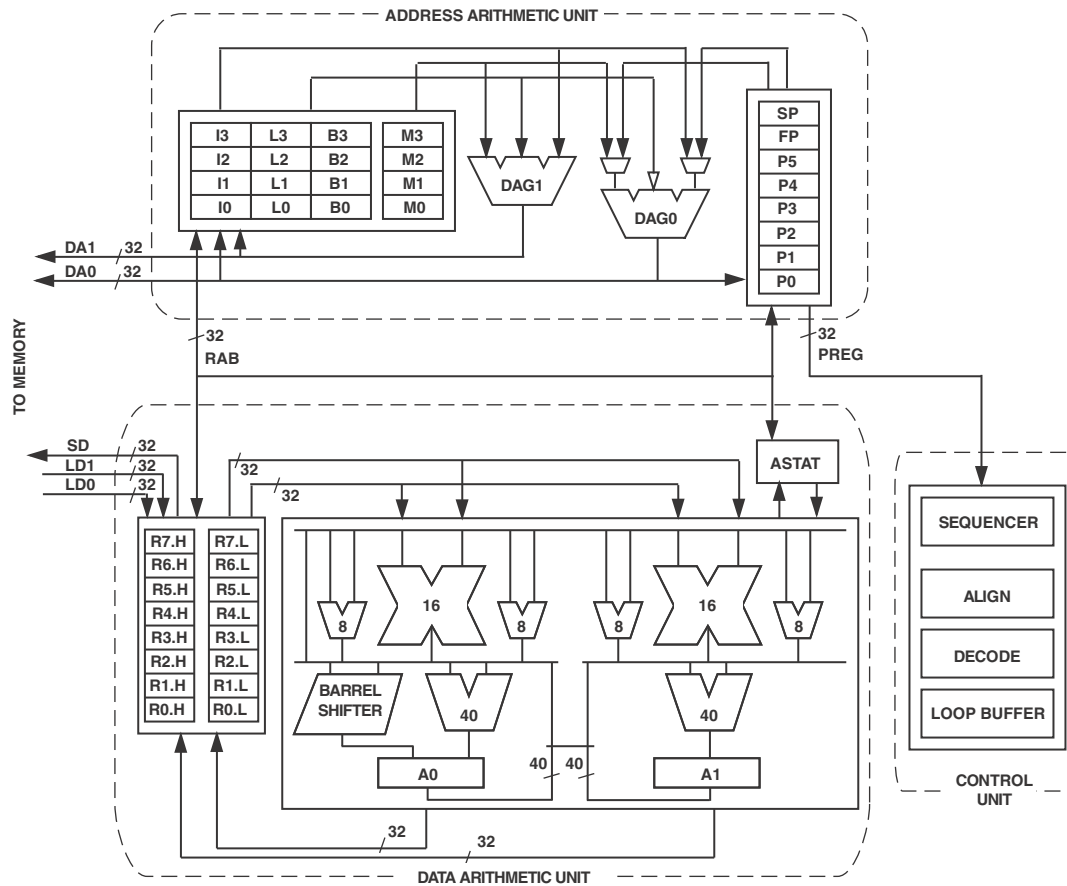 ADDRESS ARITHMETIC UNIT
I3 L3 B3 M3
I2 L2 B2 M2
I1 L1 B1 M1
I0 L0 B0 M0
DAG1
DAG0
SP
FP
P5
P4
P3
P2
P1
P0
DA1 32
DA0 32
TO MEMORY
32
RAB
32
PREG
SD 32
LD1 32
LD0 32
32
32
ASTAT
R7.H R7.L
R6.H R6.L
R5.H R5.L
R4.H R4.L
R3.H R3.L
R2.H R2.L
R1.H R1.L
R0.H R0.L
16
8 8
16
8 8
BARREL
SHIFTER
40
40
A0
40 40
A1
32
32
DATA ARITHMETIC UNIT
SEQUENCER
ALIGN
DECODE
LOOP BUFFER
CONTROL
UNIT